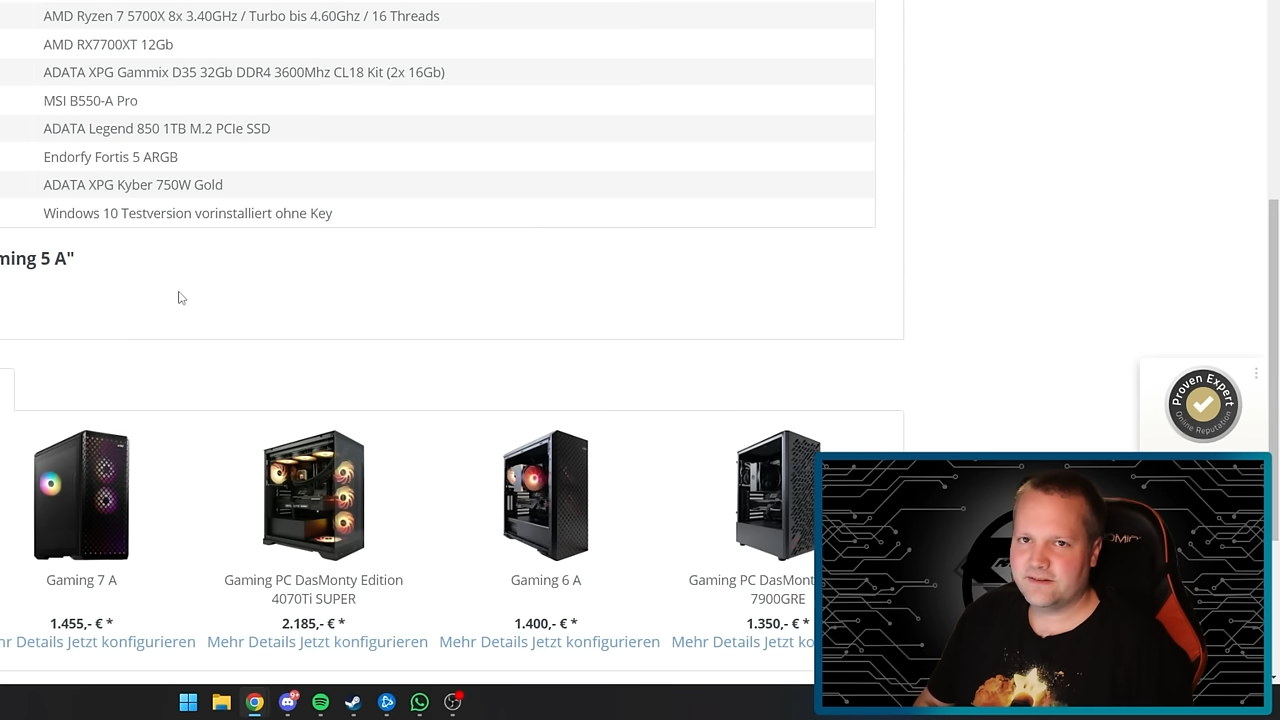 AMD Ryzen 7 5700X 8x 3.40GHz / Turbo bis 4.60Ghz / 16 Threads
AMD RX7700XT 12Gb
ADATA XPG Gammix D35 32Gb DDR4 3600Mhz CL18 Kit (2x 16Gb)
MSI B550-A Pro
ADATA Legend 850 1TB M.2 PCIe SSD
Endorfy Fortis 5 ARGB
ADATA XPG Kyber 750W Gold
Windows 10 Testversion vorinstalliert ohne Key
ming 5 A"
Proven Expert
Online Reputation
Gaming 7 A
1.455,- € *
hr Details Jetzt konfigurieren
Gaming PC DasMonty Edition
4070Ti SUPER
2.185,- € *
Mehr Details Jetzt konfigurieren
Gaming 6 A
1.400,- € *
Mehr Details Jetzt konfigurieren
Gaming PC DasMont
7900GRE
1.350,- € *
Mehr Details Jetzt ko